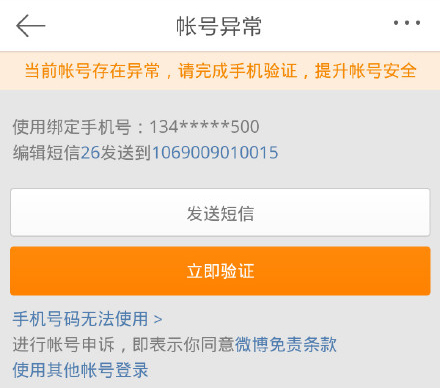 帐号异常
当前帐号存在异常，请完成手机验证，提升帐号安全
使用绑定手机号：134*****500
编辑短信26发送到1069009010015
发送短信
立即验证
手机号码无法使用 >
进行帐号申诉，即表示你同意微博免责条款
使用其他帐号登录